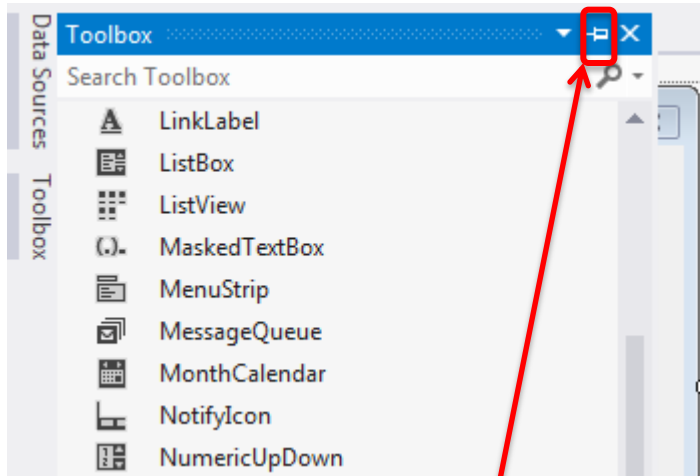 Data Sources
Toolbox
Toolbox
Search Toolbox
LinkLabel
ListBox
ListView
MaskedTextBox
MenuStrip
MessageQueue
MonthCalendar
NotifyIcon
NumericUpDown